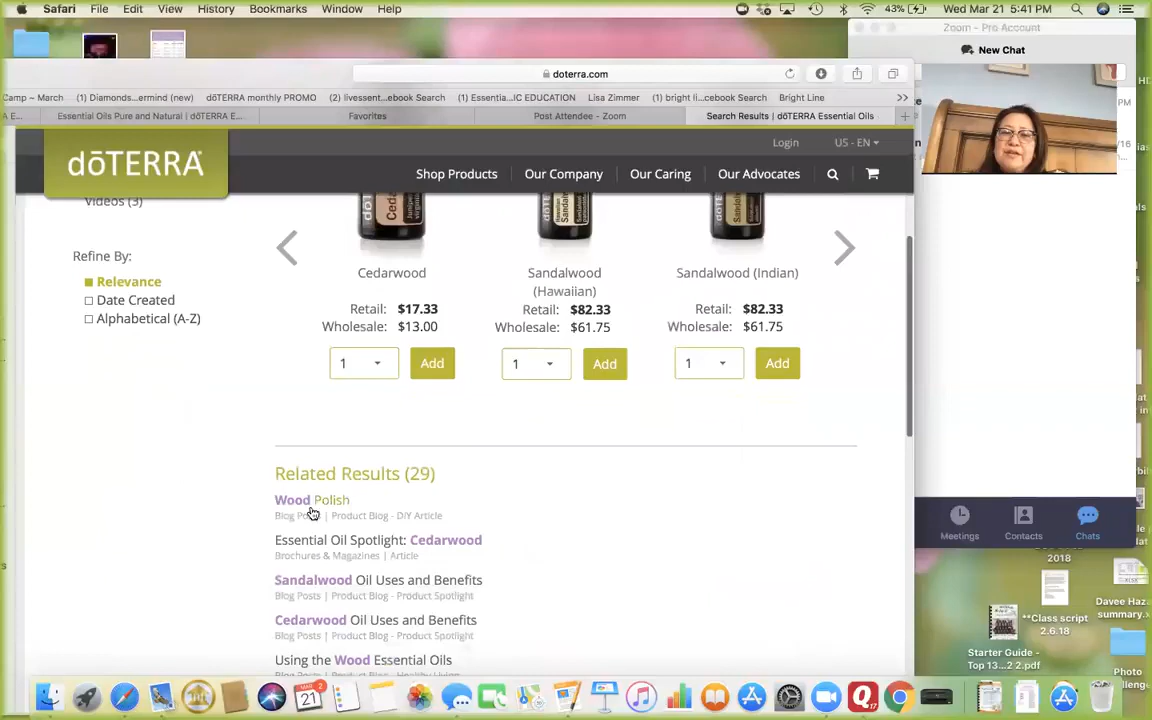 Safari File Edit View History Bookmarks Window Help
43% Wed Mar 21 5:41 PM
Zoom - Pro Account
New Chat
doterra.com
Camp ~ March (1) Diamonds...ermind (new) dōTERRA monthly PROMO (2) livessent...ebook Search (1) Essentia...IC EDUCATION Lisa Zimmer (1) bright li...cebook Search Bright Line
Essential Oils Pure and Natural | dōTERRA E... Favorites Post Attendee - Zoom Search Results | dōTERRA Essential Oils
Login US - EN
dōTERRA
Shop Products Our Company Our Caring Our Advocates
Videos (3)
Refine By:
Relevance
Date Created
Alphabetical (A-Z)
Cedarwood
Retail: $17.33
Wholesale: $13.00
1 Add
Sandalwood
(Hawaiian)
Retail: $82.33
Wholesale: $61.75
1 Add
Sandalwood (Indian)
Retail: $82.33
Wholesale: $61.75
1 Add
Related Results (29)
Wood Polish
Blog Posts | Product Blog - DIY Article
Essential Oil Spotlight: Cedarwood
Brochures & Magazines | Article
Sandalwood Oil Uses and Benefits
Blog Posts | Product Blog - Product Spotlight
Cedarwood Oil Uses and Benefits
Blog Posts | Product Blog - Product Spotlight
Using the Wood Essential Oils
PM
/16
Meetings Contacts Chats
2018
**Class script
2.6.18
Starter Guide -
Top 13...2 2.pdf
Davee Haz
summary.x
Photo
MAR
21
2
17